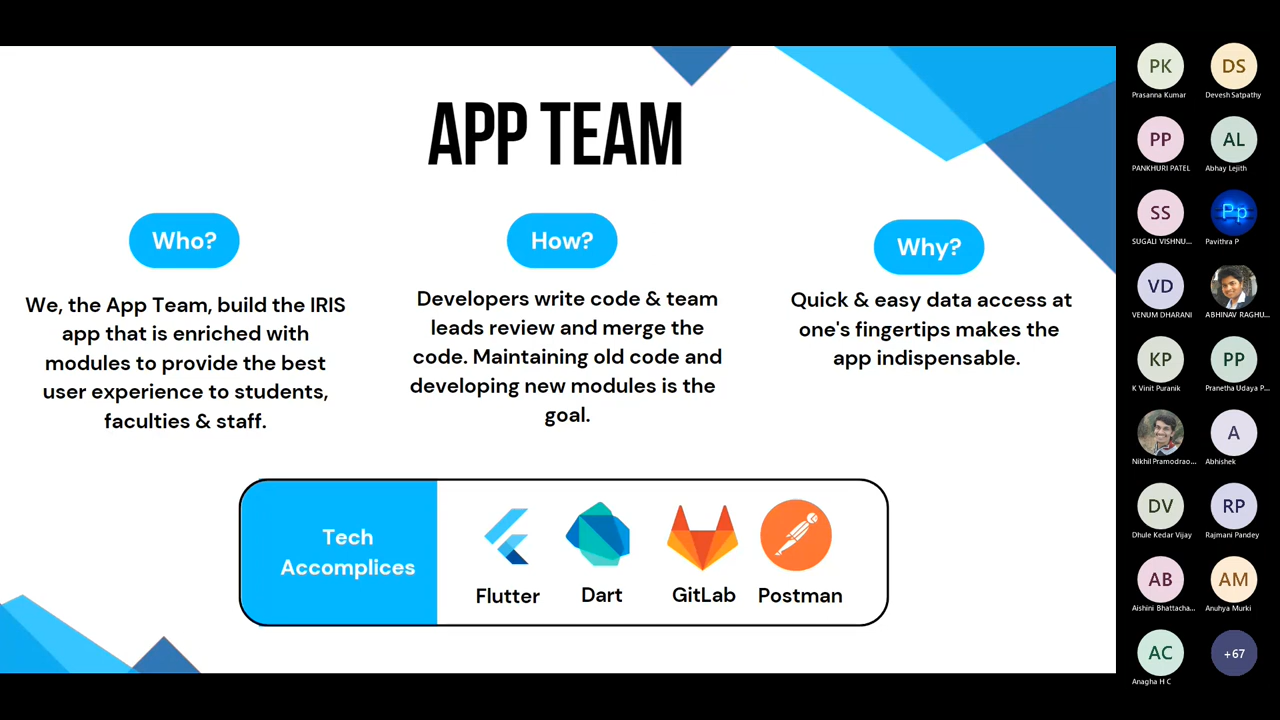 APP TEAM
Who?
We, the App Team, build the IRIS
app that is enriched with
modules to provide the best
user experience to students,
faculties & staff.
How?
Developers write code & team
leads review and merge the
code. Maintaining old code and
developing new modules is the
goal.
Why?
Quick & easy data access at
one's fingertips makes the
app indispensable.
Tech
Accomplices
Flutter
Dart
GitLab
Postman
PK
Prasanna Kumar
DS
Devesh Satpathy
PP
PANKHURI PATEL
AL
Abhay Lejith
SS
SUGALI VISHNU...
Pp
Pavithra P
VD
VENUM DHARANI
ABHINAV RAGHU...
KP
K Vinit Puranik
PP
Pranetha Udaya P...
Nikhil Pramodrao...
A
Abhishek
DV
Dhule Kedar Vijay
RP
Rajmani Pandey
AB
Aishini Bhattacha...
AM
Anuhya Murki
AC
Anagha H C
+67